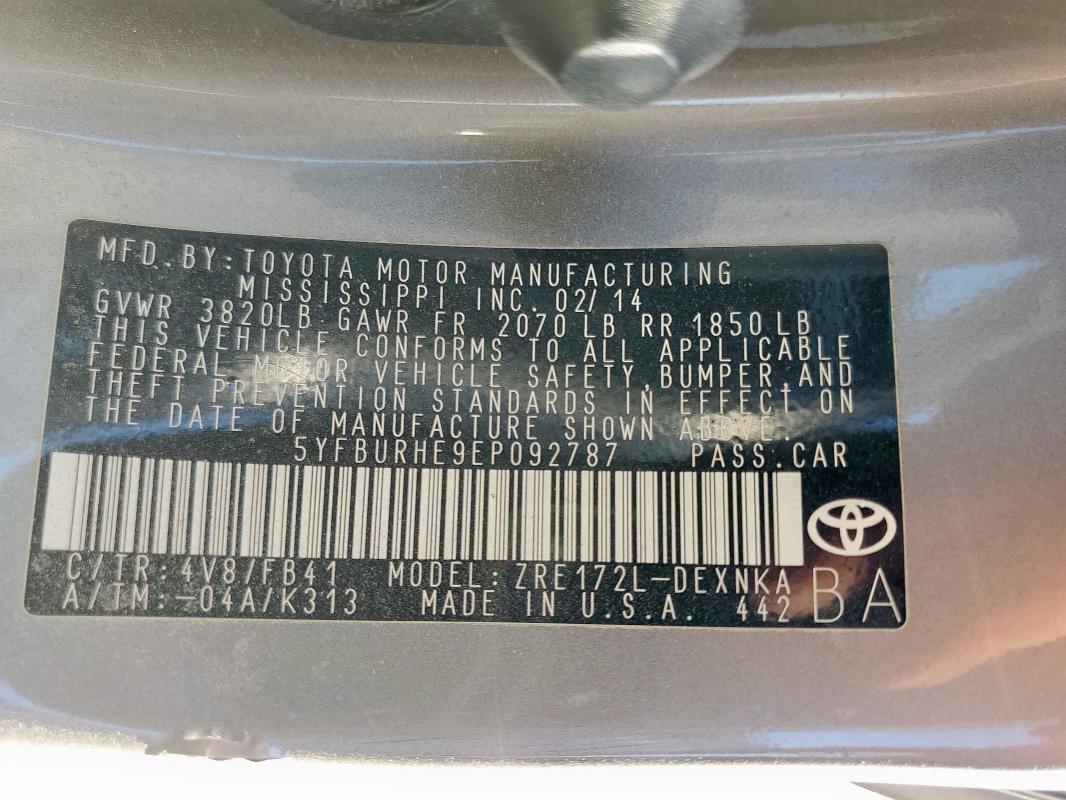 MFD. BY: TOYOTA MOTOR MANUFACTURING
MISSISSIPPI INC. 02/14
GVWR 3820LB GAWR FR 2070 LB RR 1850 LB
THIS VEHICLE CONFORMS TO ALL APPLICABLE
FEDERAL MOTOR VEHICLE SAFETY, BUMPER, AND
THEFT PREVENTION STANDARDS IN EFFECT ON
THE DATE OF MANUFACTURE SHOWN ABOVE.
5YFBURHE9EP092787 PASS. CAR
C/TR: 4V8/FB41 MODEL: ZRE172L-DEXNKA
A/TM: -04A/K313 MADE IN U.S.A. 442 BA